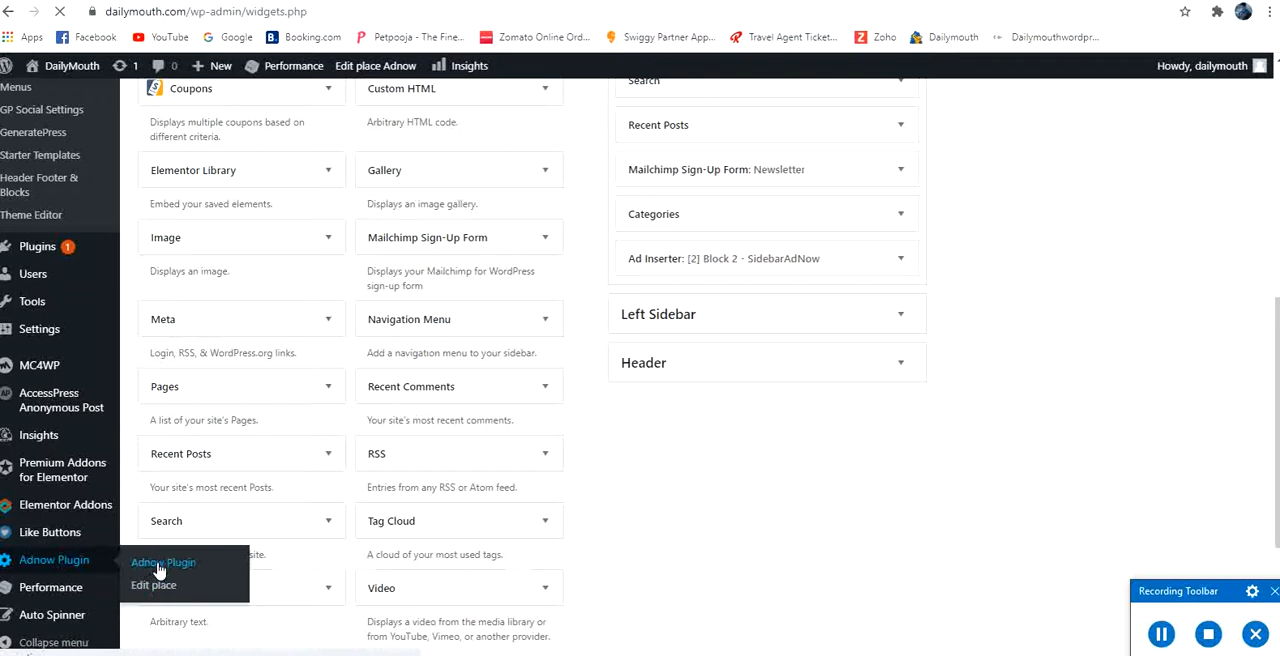 dailymouth.com/wp-admin/widgets.php
Apps
Facebook
YouTube
Google
Booking.com
Petpooja - The Fine...
Zomato Online Ord...
Swiggy Partner App...
Travel Agent Ticket...
Zoho
Dailymouth
Dailymouthwordpr...
DailyMouth
1
0
New
Performance
Edit place Adnow
Insights
Howdy, dailymouth
Menus
GP Social Settings
GeneratePress
Starter Templates
Header Footer &
Blocks
Theme Editor
Plugins 1
Users
Tools
Settings
MC4WP
AccessPress
Anonymous Post
Insights
Premium Addons
for Elementor
Elementor Addons
Like Buttons
Adnow Plugin
Performance
Auto Spinner
Collapse menu
Adnow Plugin
Edit place
Coupons
Displays multiple coupons based on
different criteria.
Custom HTML
Arbitrary HTML code.
Elementor Library
Embed your saved elements.
Gallery
Displays an image gallery.
Image
Displays an image.
Mailchimp Sign-Up Form
Displays your Mailchimp for WordPress
sign-up form
Meta
Login, RSS, & WordPress.org links.
Navigation Menu
Add a navigation menu to your sidebar.
Pages
A list of your site's Pages.
Recent Comments
Your site's most recent comments.
Recent Posts
Your site's most recent Posts.
RSS
Entries from any RSS or Atom feed.
Search
site.
Tag Cloud
A cloud of your most used tags.
Arbitrary text.
Video
Displays a video from the media library or
from YouTube, Vimeo, or another provider.
Search
Recent Posts
Mailchimp Sign-Up Form: Newsletter
Categories
Ad Inserter: [2] Block 2 - SidebarAdNow
Left Sidebar
Header
Recording Toolbar